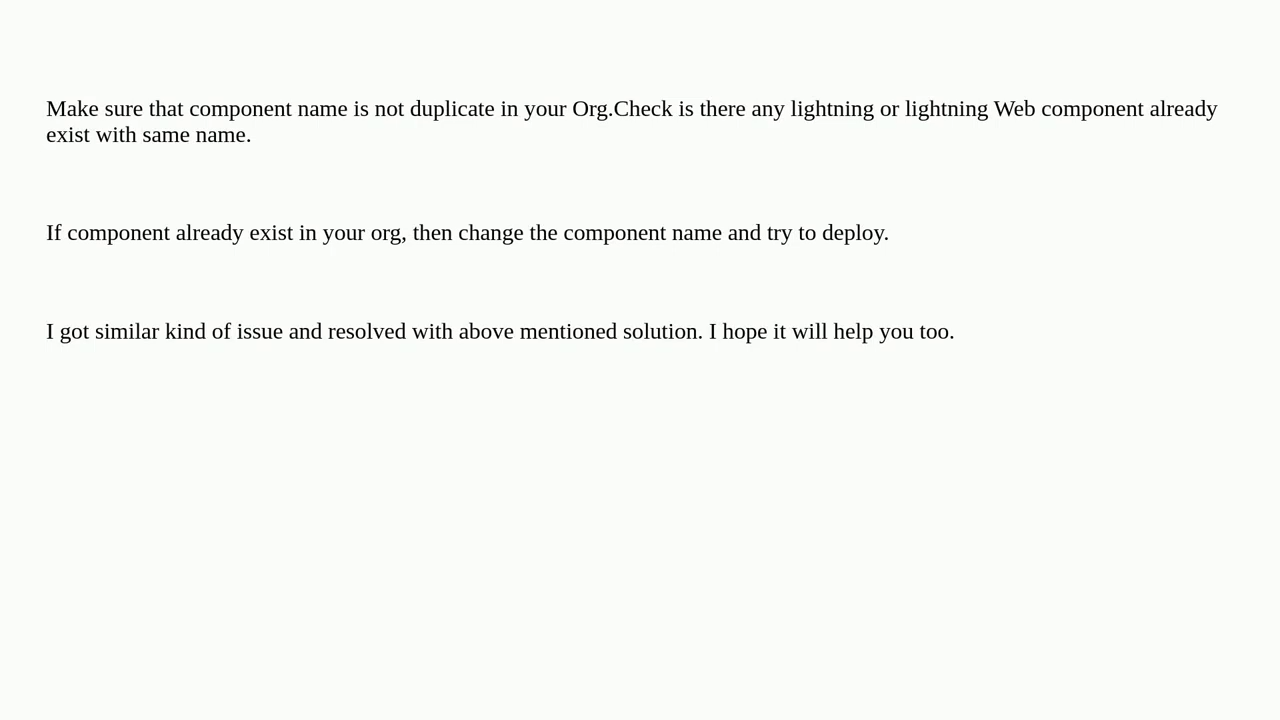 Make sure that component name is not duplicate in your Org.Check is there any lightning or lightning Web component already
exist with same name.
If component already exist in your org, then change the component name and try to deploy.
I got similar kind of issue and resolved with above mentioned solution. I hope it will help you too.